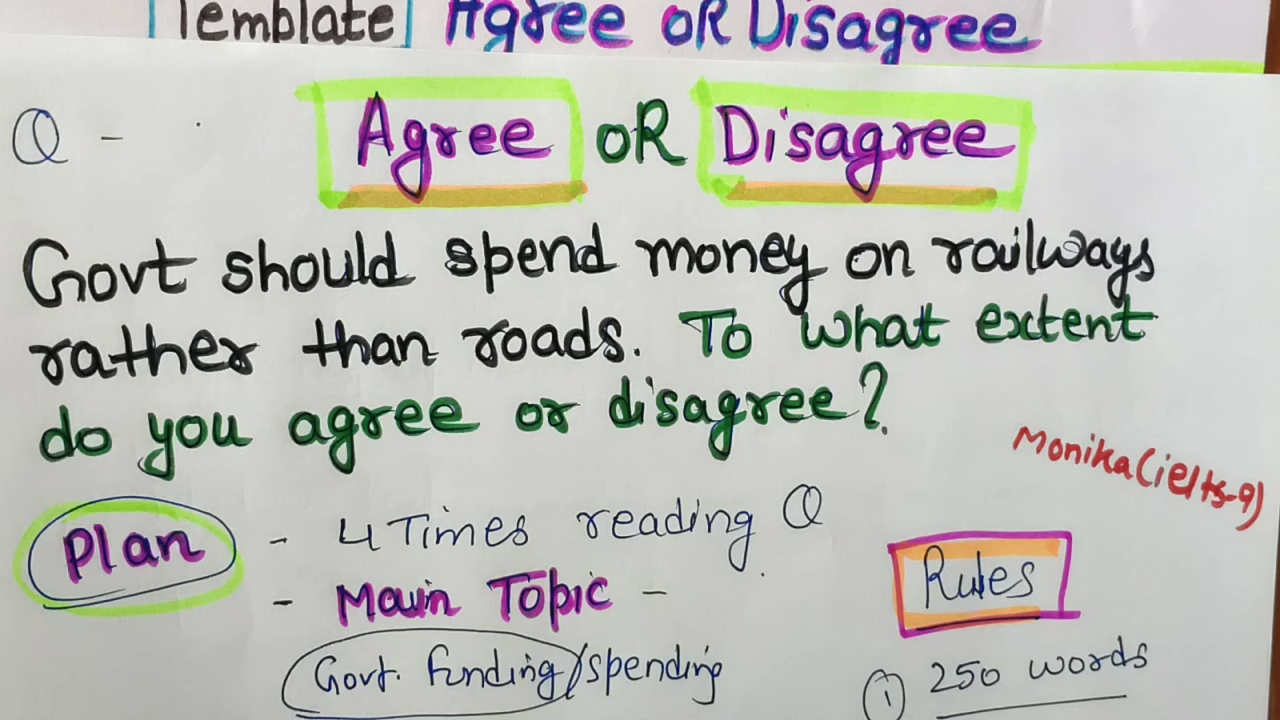 Template Agree oR Disagree
Q - Agree oR Disagree
Govt should spend money on railways
rather than roads. To what extent
do you agree or disagree?
Monika (ielts-9)
Plan - 4 Times reading Q
- Main Topic -
Govt. funding/spending
Rules
1 250 words